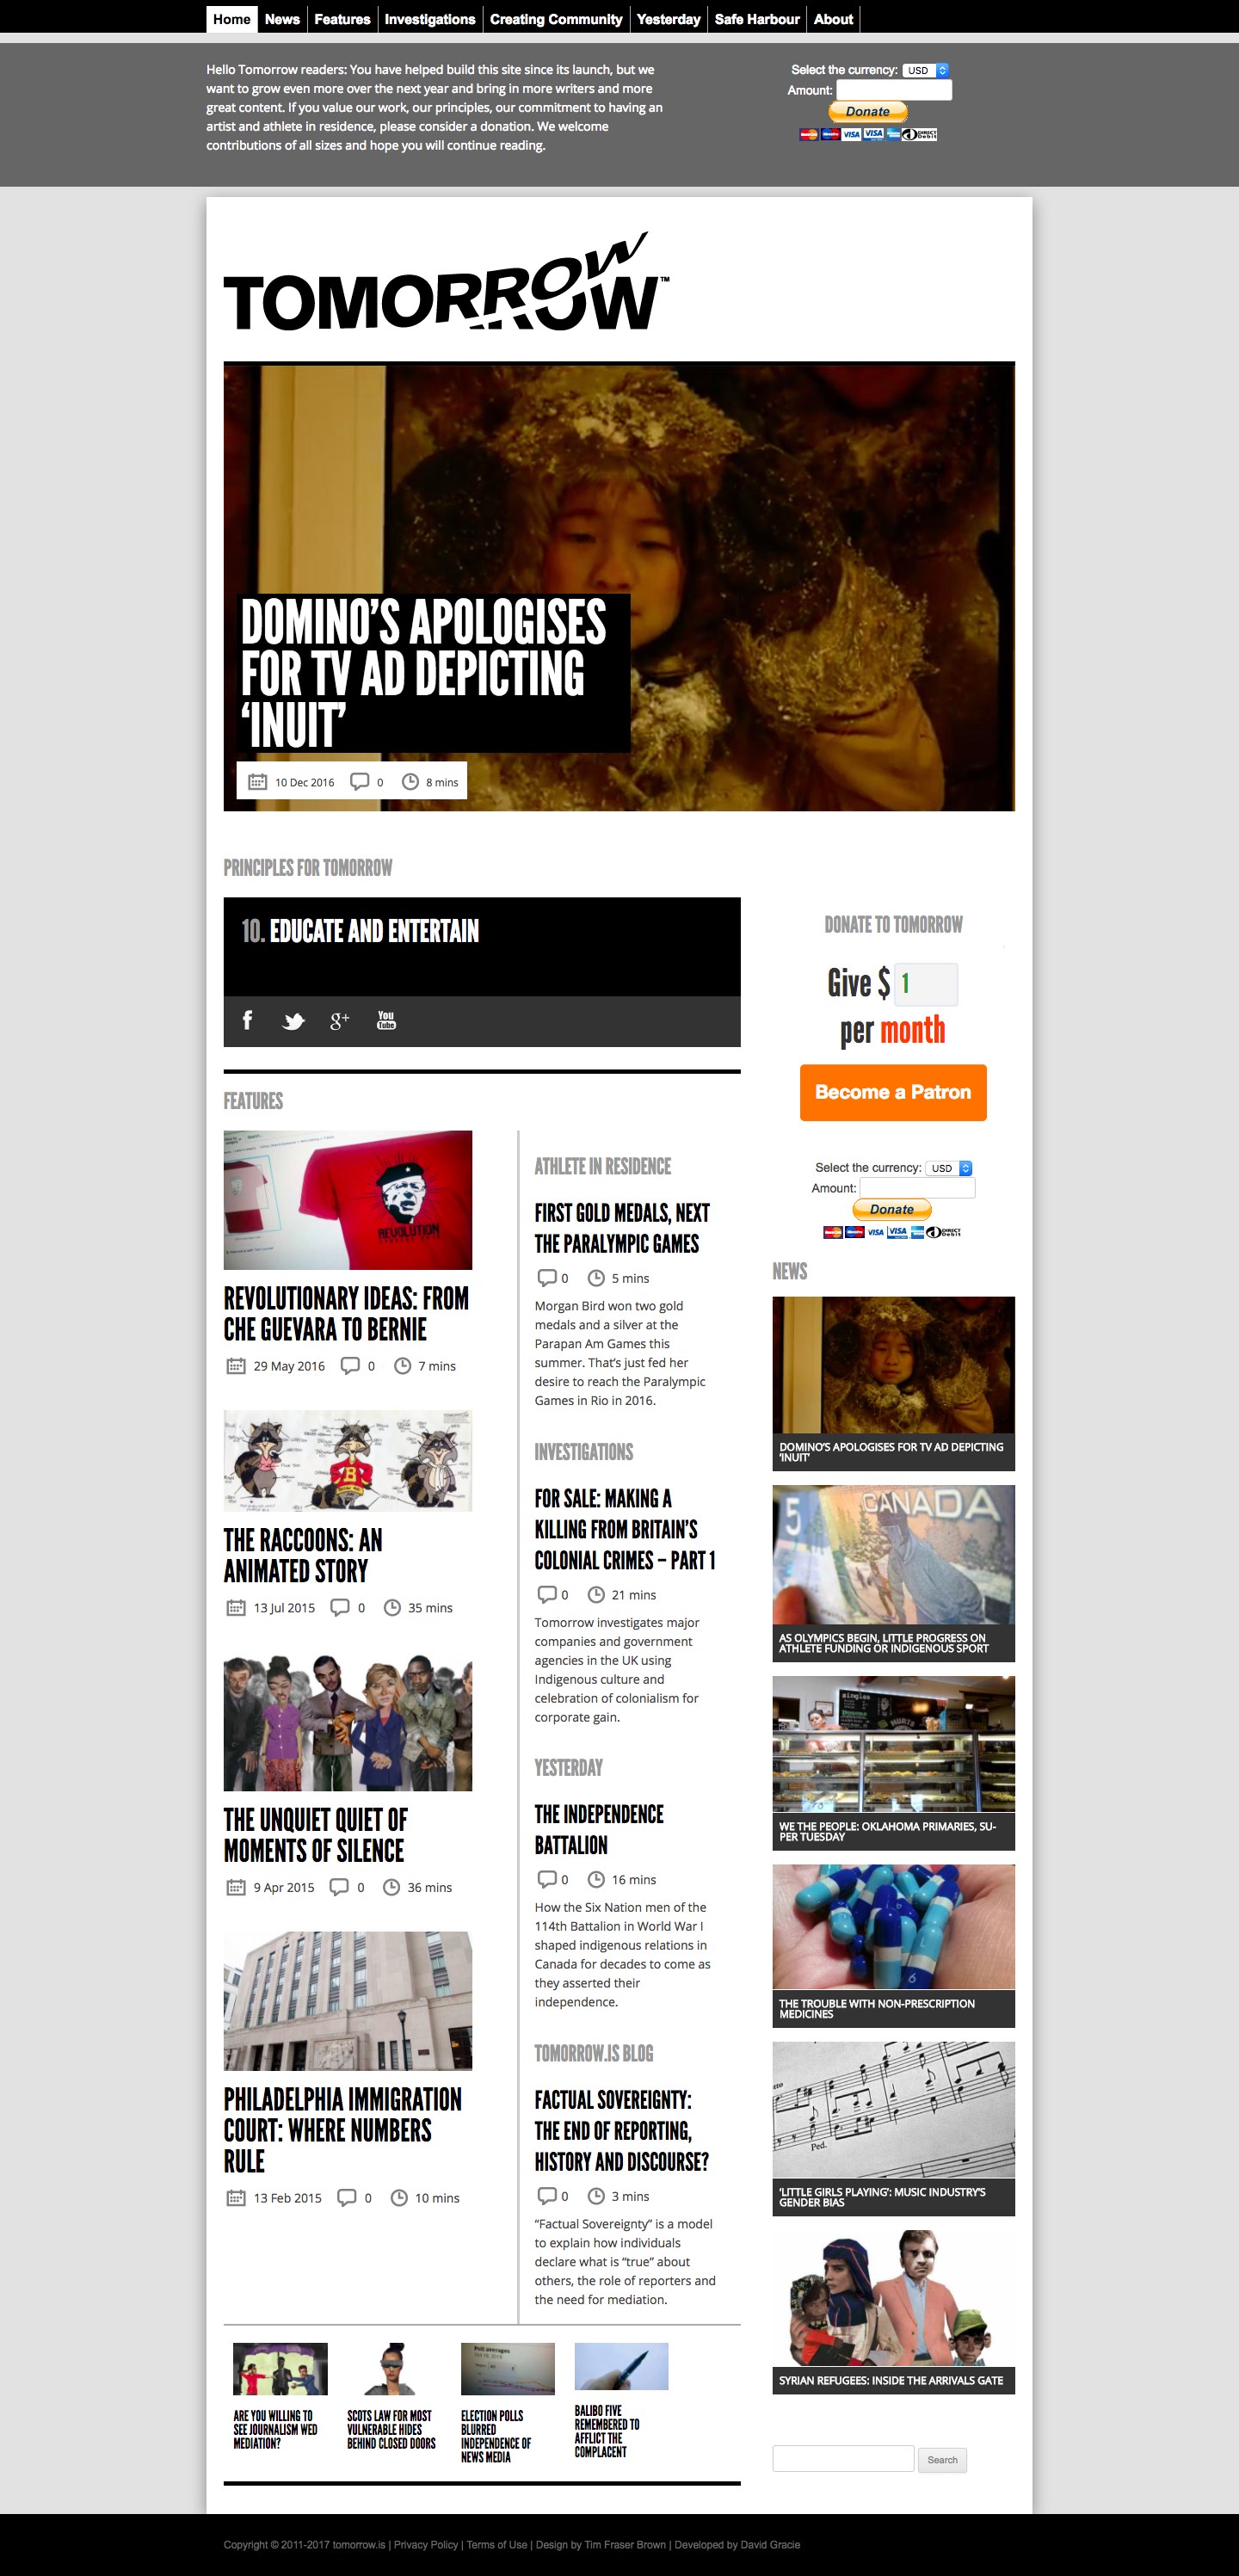 Home News Features Investigations Creating Community Yesterday Safe Harbour About
Hello Tomorrow readers: You have helped build this site since its launch, but we
want to grow even more over the next year and bring in more writers and more
great content. If you value our work, our principles, our commitment to having an
artist and athlete in residence, please consider a donation. We welcome
contributions of all sizes and hope you will continue reading.
Select the currency: USD
Amount:
Donate
TOMORROW™
DOMINO'S APOLOGISES
FOR TV AD DEPICTING
‘INUIT’
10 Dec 2016 0 8 mins
PRINCIPLES FOR TOMORROW
10. EDUCATE AND ENTERTAIN
f g+ You Tube
DONATE TO TOMORROW
Give $ 1
per month
Become a Patron
Select the currency: USD
Amount:
Donate
FEATURES
REVOLUTION
REVOLUTIONARY IDEAS: FROM
CHE GUEVARA TO BERNIE
29 May 2016 0 7 mins
B
THE RACCOONS: AN
ANIMATED STORY
13 Jul 2015 0 35 mins
THE UNQUIET QUIET OF
MOMENTS OF SILENCE
9 Apr 2015 0 36 mins
PHILADELPHIA IMMIGRATION
COURT: WHERE NUMBERS
RULE
13 Feb 2015 0 10 mins
ATHLETE IN RESIDENCE
FIRST GOLD MEDALS, NEXT
THE PARALYMPIC GAMES
0 5 mins
Morgan Bird won two gold
medals and a silver at the
Parapan Am Games this
summer. That’s just fed her
desire to reach the Paralympic
Games in Rio in 2016.
INVESTIGATIONS
FOR SALE: MAKING A
KILLING FROM BRITAIN’S
COLONIAL CRIMES – PART 1
0 21 mins
Tomorrow investigates major
companies and government
agencies in the UK using
Indigenous culture and
celebration of colonialism for
corporate gain.
YESTERDAY
THE INDEPENDENCE
BATTALION
0 16 mins
How the Six Nation men of the
114th Battalion in World War I
shaped indigenous relations in
Canada for decades to come as
they asserted their
independence.
TOMORROW.IS BLOG
FACTUAL SOVEREIGNTY:
THE END OF REPORTING,
HISTORY AND DISCOURSE?
0 3 mins
“Factual Sovereignty” is a model
to explain how individuals
declare what is “true” about
others, the role of reporters and
the need for mediation.
NEWS
DOMINO’S APOLOGISES FOR TV AD DEPICTING
‘INUIT’
5 CANADA
AS OLYMPICS BEGIN, LITTLE PROGRESS ON
ATHLETE FUNDING OR INDIGENOUS SPORT
singles
WE THE PEOPLE: OKLAHOMA PRIMARIES, SU-
PER TUESDAY
THE TROUBLE WITH NON-PRESCRIPTION
MEDICINES
Ped.
‘LITTLE GIRLS PLAYING’: MUSIC INDUSTRY’S
GENDER BIAS
SYRIAN REFUGEES: INSIDE THE ARRIVALS GATE
Search
ARE YOU WILLING TO
SEE JOURNALISM WED
MEDIATION?
SCOTS LAW FOR MOST
VULNERABLE HIDES
BEHIND CLOSED DOORS
Poll averages
ELECTION POLLS
BLURRED
INDEPENDENCE OF
NEWS MEDIA
BALIBO FIVE
REMEMBERED TO
AFFLICT THE
COMPLACENT
Copyright © 2011-2017 tomorrow.is | Privacy Policy | Terms of Use | Design by Tim Fraser Brown | Developed by David Gracie